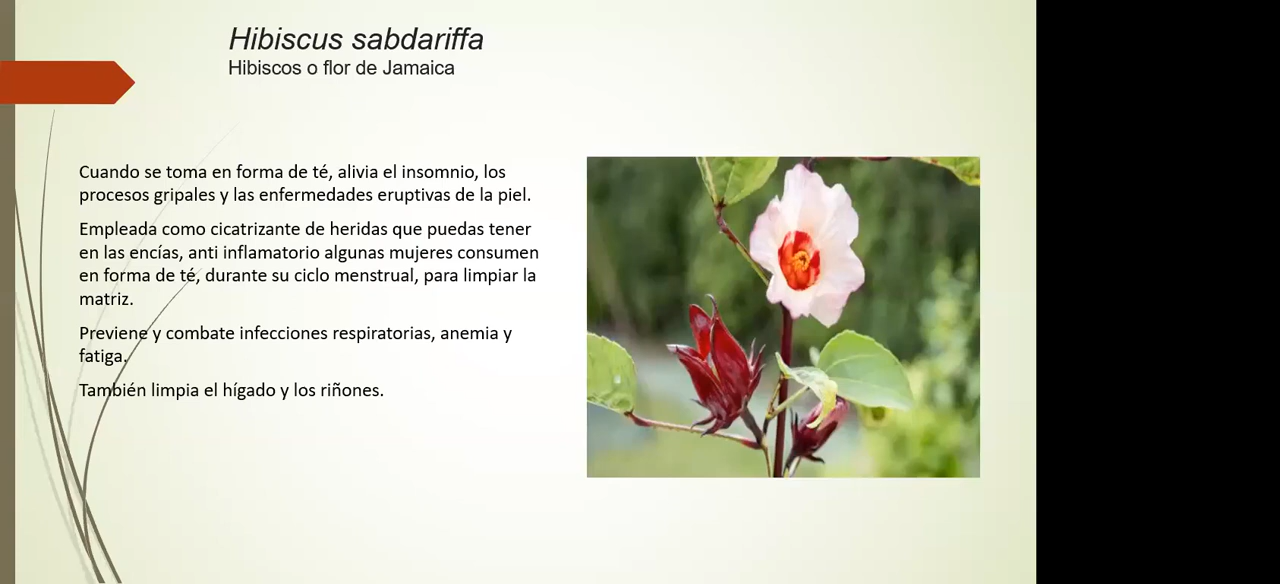 Hibiscus sabdariffa
Hibiscos o flor de Jamaica
Cuando se toma en forma de té, alivia el insomnio, los
procesos gripales y las enfermedades eruptivas de la piel.
Empleada como cicatrizante de heridas que puedas tener
en las encías, anti inflamatorio algunas mujeres consumen
en forma de té, durante su ciclo menstrual, para limpiar la
matriz.
Previene y combate infecciones respiratorias, anemia y
fatiga.
También limpia el hígado y los riñones.